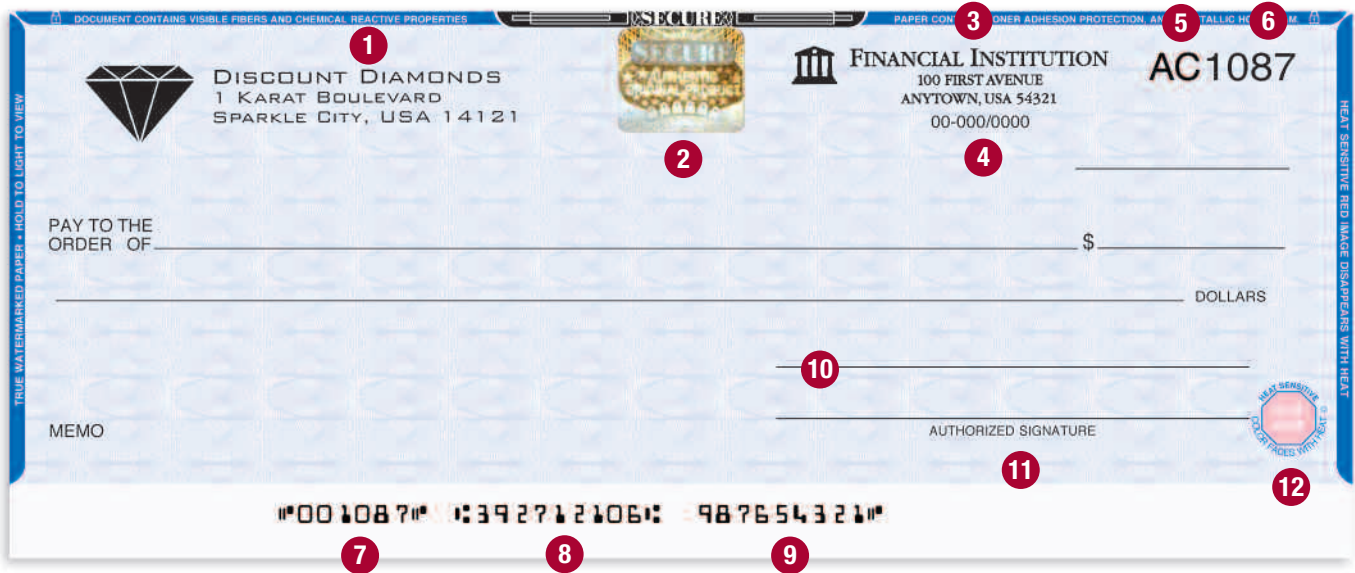 DOCUMENT CONTAINS VISIBLE FIBERS AND CHEMICAL REACTIVE PROPERTIES
SECURE
PAPER ONER ADHESION PROTECTION,
3
5
6
1
DISCOUNT DIAMONDS
1 KARAT BOULEVARD
SPARKLE CITY, USA 14121
SECURE
AUTHENTIC
ORIGINAL PRODUCT
2
FINANCIAL INSTITUTION
100 FIRST AVENUE
ANYTOWN, USA 54321
00-000/0000
4
AC1087
TRUE WATERMARKED PAPER • HOLD TO LIGHT TO VIEW
HEAT SENSITIVE RED IMAGE DISAPPEARS WITH HEAT
PAY TO THE
ORDER OF
$
DOLLARS
10
MEMO
AUTHORIZED SIGNATURE
11
HEAT SENSITIVE
COLOR FADES WITH HEAT
12
⑈001087⑈ ⑆392712106⑆ 987654321⑈
7
8
9